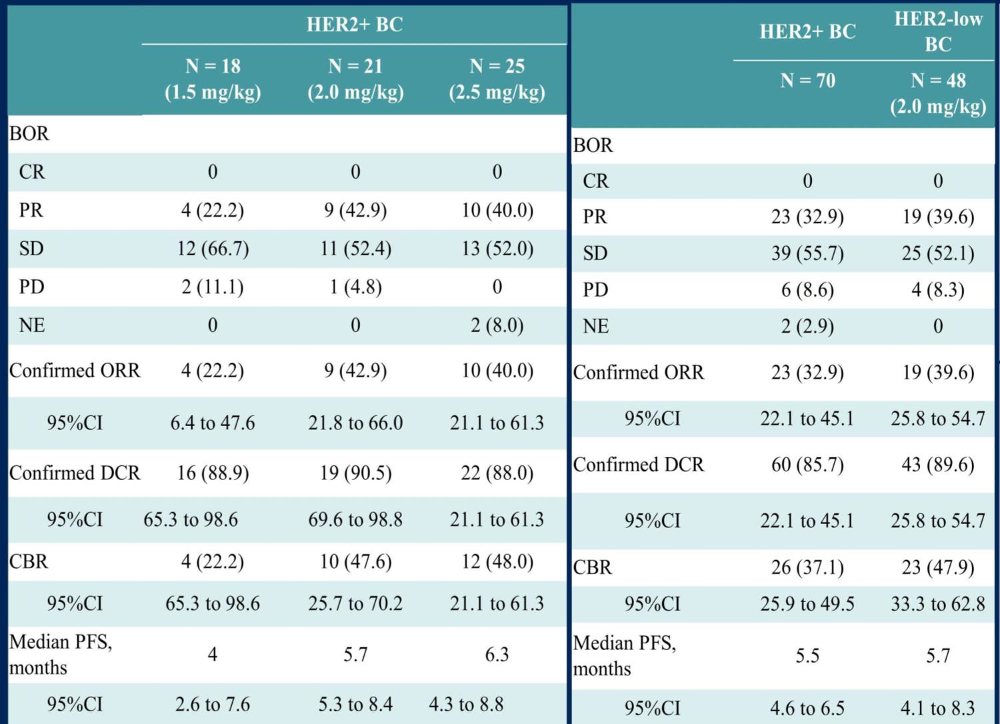 HER2+ BC
N = 18 N = 21 N = 25
(1.5 mg/kg) (2.0 mg/kg) (2.5 mg/kg)
BOR
CR 0 0 0
PR 4 (22.2) 9 (42.9) 10 (40.0)
SD 12 (66.7) 11 (52.4) 13 (52.0)
PD 2 (11.1) 1 (4.8) 0
NE 0 0 2 (8.0)
Confirmed ORR 4 (22.2) 9 (42.9) 10 (40.0)
95%CI 6.4 to 47.6 21.8 to 66.0 21.1 to 61.3
Confirmed DCR 16 (88.9) 19 (90.5) 22 (88.0)
95%CI 65.3 to 98.6 69.6 to 98.8 21.1 to 61.3
CBR 4 (22.2) 10 (47.6) 12 (48.0)
95%CI 65.3 to 98.6 25.7 to 70.2 21.1 to 61.3
Median PFS,
months 4 5.7 6.3
95%CI 2.6 to 7.6 5.3 to 8.4 4.3 to 8.8
HER2+ BC HER2-low
BC
N = 70 N = 48
(2.0 mg/kg)
BOR
CR 0 0
PR 23 (32.9) 19 (39.6)
SD 39 (55.7) 25 (52.1)
PD 6 (8.6) 4 (8.3)
NE 2 (2.9) 0
Confirmed ORR 23 (32.9) 19 (39.6)
95%CI 22.1 to 45.1 25.8 to 54.7
Confirmed DCR 60 (85.7) 43 (89.6)
95%CI 22.1 to 45.1 25.8 to 54.7
CBR 26 (37.1) 23 (47.9)
95%CI 25.9 to 49.5 33.3 to 62.8
Median PFS,
months 5.5 5.7
95%CI 4.6 to 6.5 4.1 to 8.3